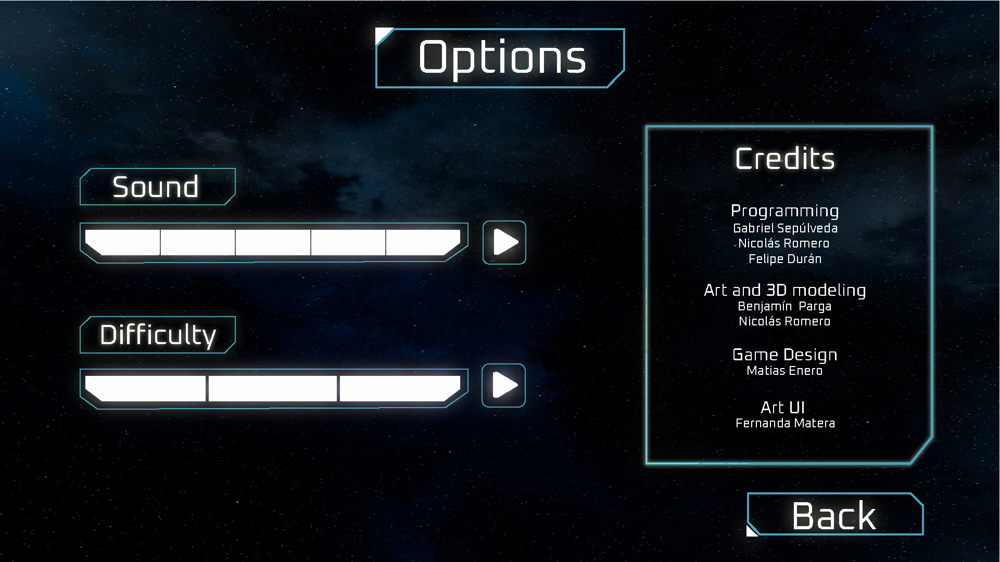 Options
Sound
Difficulty
Credits
Programming
Gabriel Sepúlveda
Nicolás Romero
Felipe Durán
Art and 3D modeling
Benjamín Parga
Nicolás Romero
Game Design
Matias Enero
Art UI
Fernanda Matera
Back